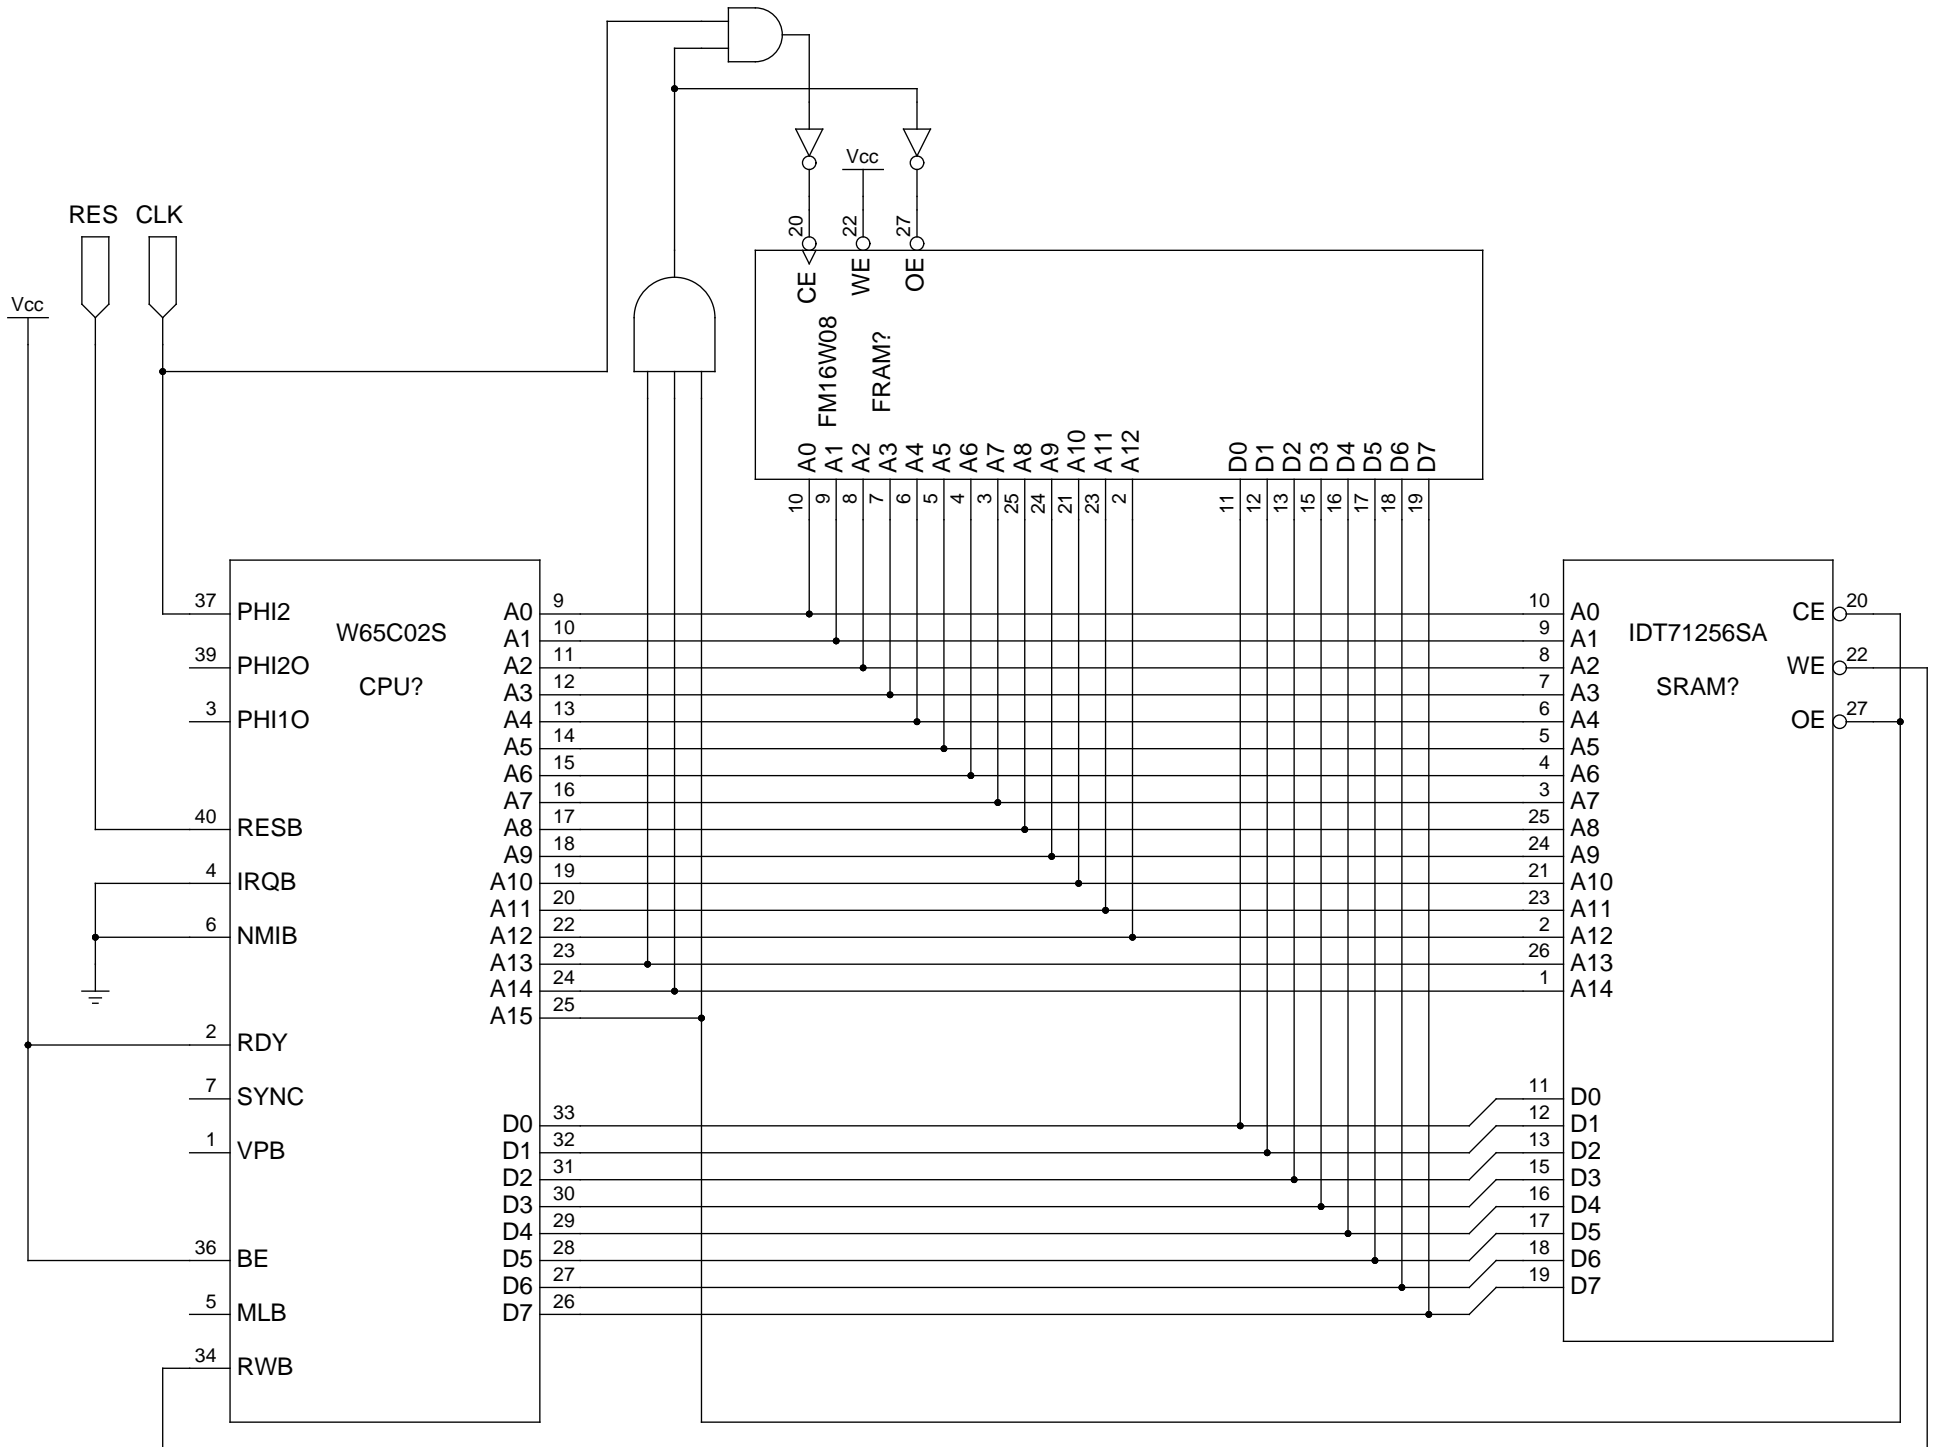 RES CLK
Vcc
Vcc
20 22 27
CE WE OE
FM16W08
FRAM?
A0 A1 A2 A3 A4 A5 A6 A7 A8 A9 A10 A11 A12 D0 D1 D2 D3 D4 D5 D6 D7
10 9 8 7 6 5 4 3 25 24 21 23 2 11 12 13 15 16 17 18 19
W65C02S
CPU?
37 PHI2
39 PHI2O
3 PHI1O
40 RESB
4 IRQB
6 NMIB
2 RDY
7 SYNC
1 VPB
36 BE
5 MLB
34 RWB
A0 9
A1 10
A2 11
A3 12
A4 13
A5 14
A6 15
A7 16
A8 17
A9 18
A10 19
A11 20
A12 22
A13 23
A14 24
A15 25
D0 33
D1 32
D2 31
D3 30
D4 29
D5 28
D6 27
D7 26
IDT71256SA
SRAM?
10 A0
9 A1
8 A2
7 A3
6 A4
5 A5
4 A6
3 A7
25 A8
24 A9
21 A10
23 A11
2 A12
26 A13
1 A14
11 D0
12 D1
13 D2
15 D3
16 D4
17 D5
18 D6
19 D7
CE 20
WE 22
OE 27